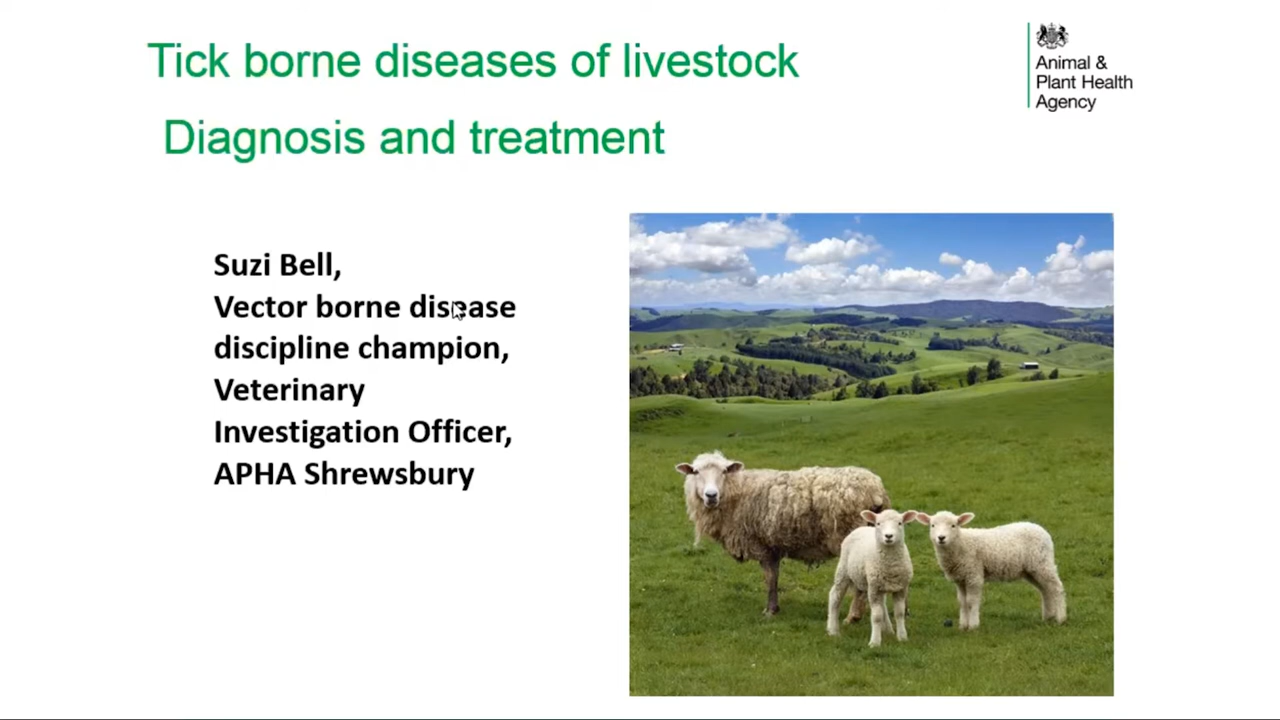 Tick borne diseases of livestock
Diagnosis and treatment
Animal &
Plant Health
Agency
Suzi Bell,
Vector borne disease
discipline champion,
Veterinary
Investigation Officer,
APHA Shrewsbury